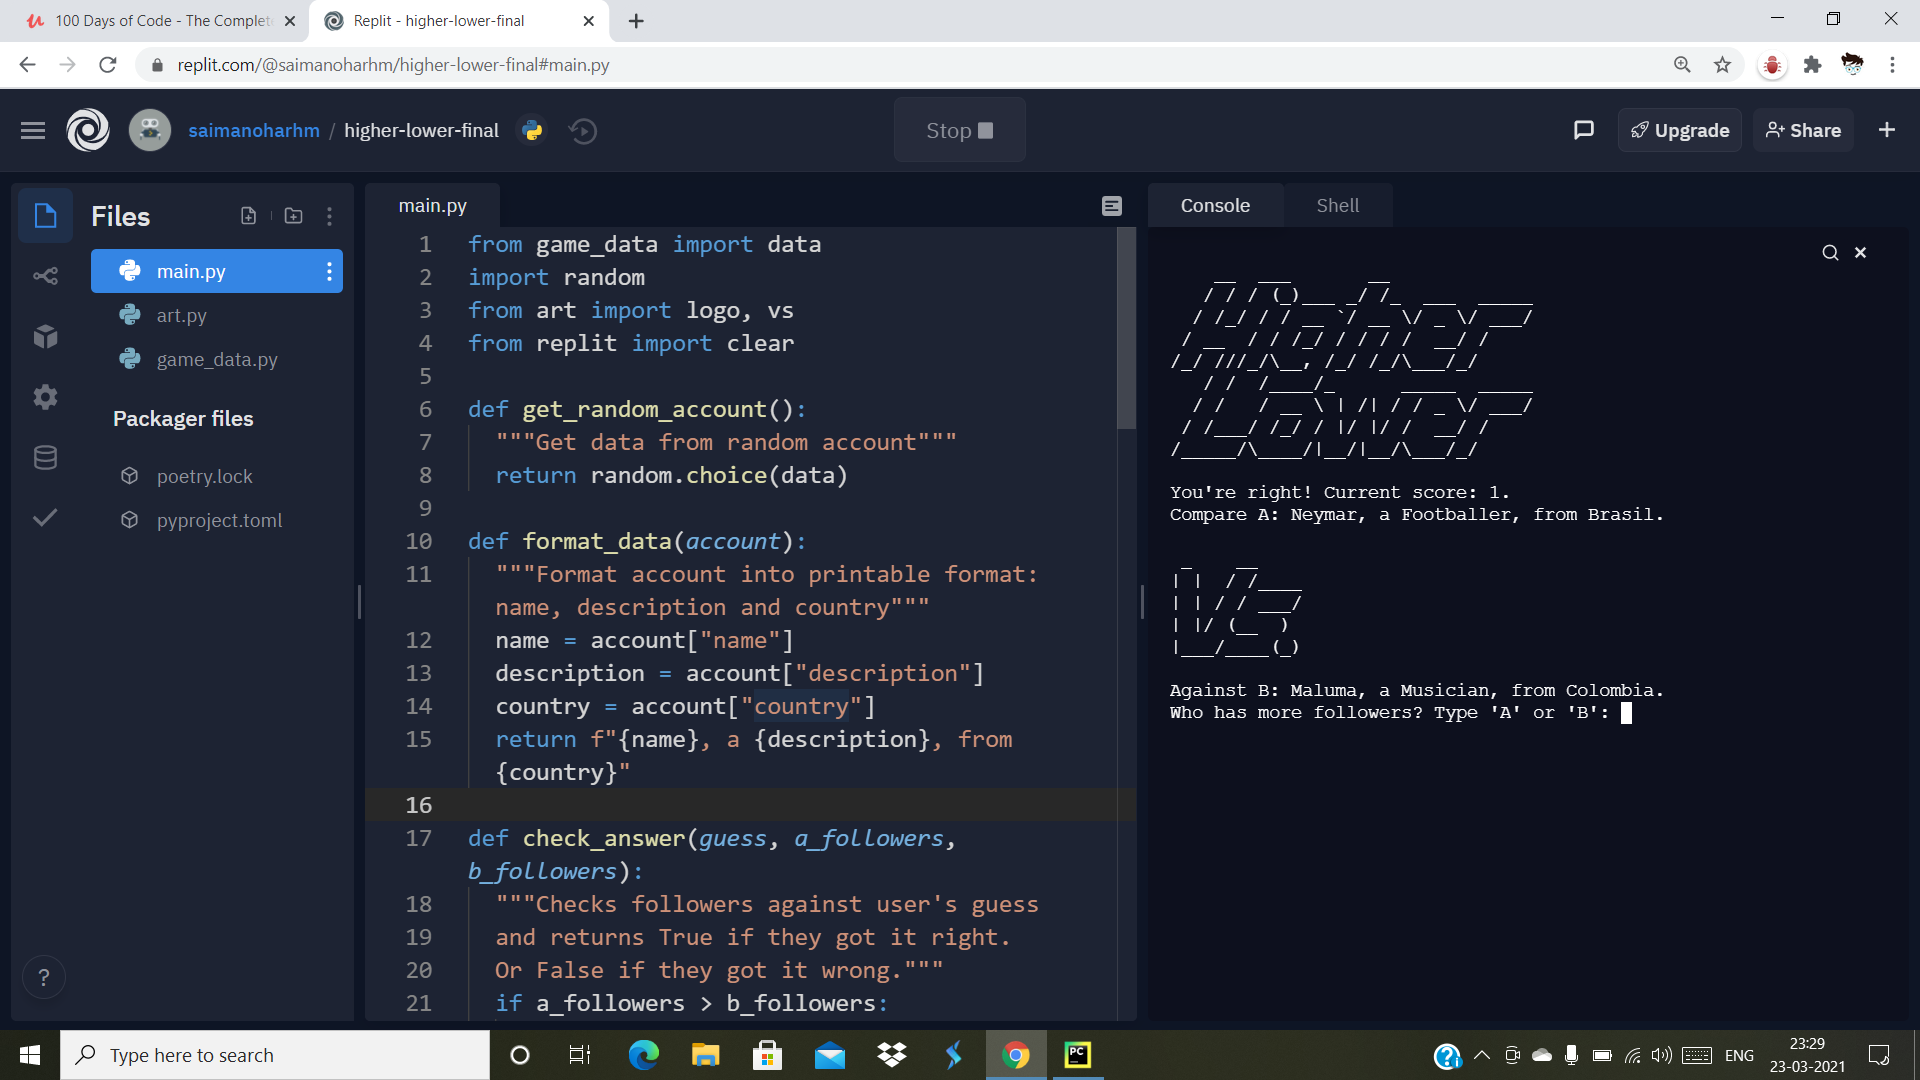 100 Days of Code - The Complete
Replit - higher-lower-final
replit.com/@saimanoharhm/higher-lower-final#main.py
saimanoharhm / higher-lower-final
Stop
Upgrade
Share
Files
main.py
art.py
game_data.py
Packager files
poetry.lock
pyproject.toml
main.py
1 from game_data import data
2 import random
3 from art import logo, vs
4 from replit import clear
5
6 def get_random_account():
7 """Get data from random account"""
8 return random.choice(data)
9
10 def format_data(account):
11 """Format account into printable format:
name, description and country"""
12 name = account["name"]
13 description = account["description"]
14 country = account["country"]
15 return f"{name}, a {description}, from
{country}"
16
17 def check_answer(guess, a_followers,
b_followers):
18 """Checks followers against user's guess
19 and returns True if they got it right.
20 Or False if they got it wrong."""
21 if a_followers > b_followers:
Console
Shell
Higher
Lower
You're right! Current score: 1.
Compare A: Neymar, a Footballer, from Brasil.
VS
Against B: Maluma, a Musician, from Colombia.
Who has more followers? Type 'A' or 'B':
?
Type here to search
PC
ENG
23:29
23-03-2021